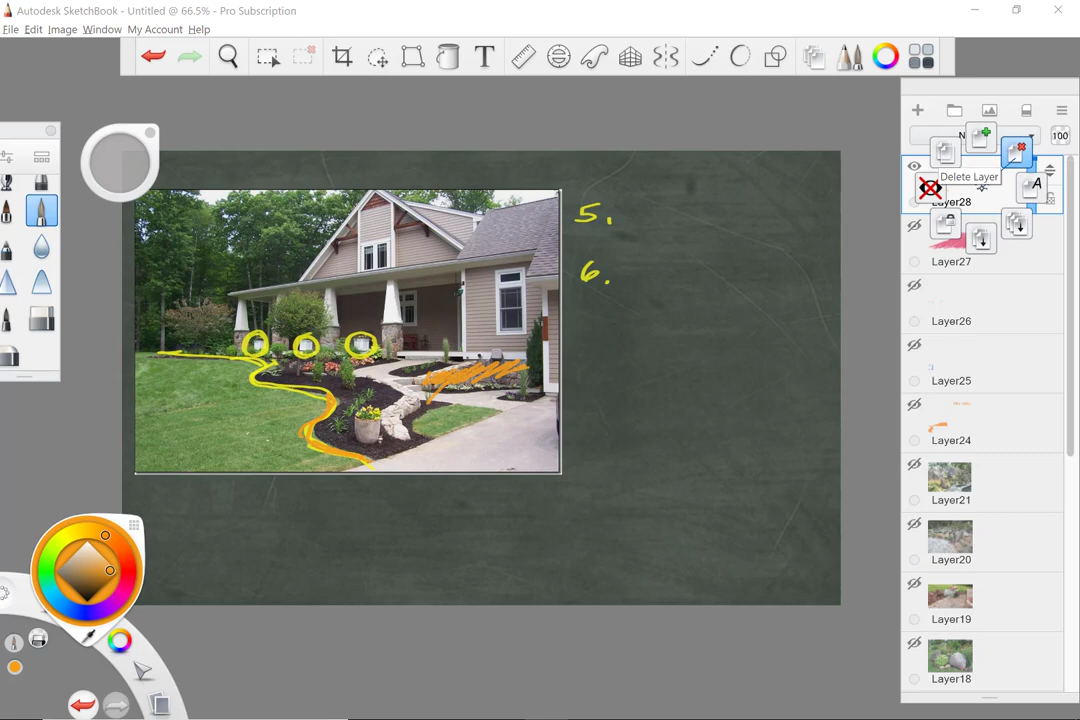 Autodesk SketchBook - Untitled @ 66.5% - Pro Subscription
File Edit Image Window My Account Help
T
N
100
Delete Layer
A
Layer28
Layer27
Layer26
Layer25
Layer24
Layer21
Layer20
Layer19
Layer18
5.
6.